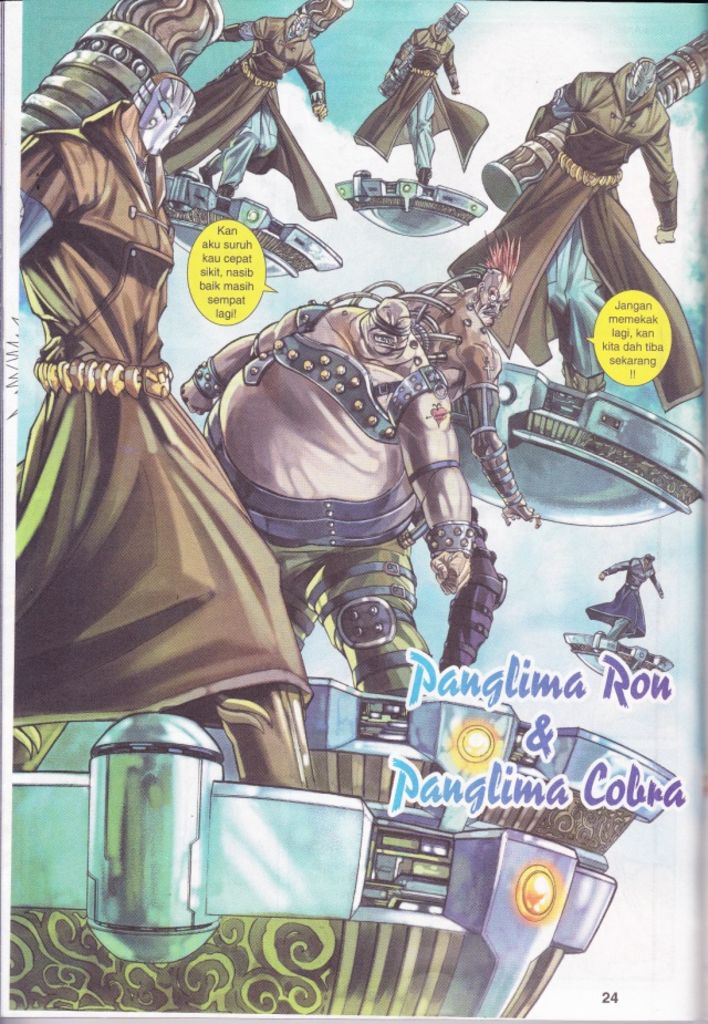 Kan
aku suruh
kau cepat
sikit, nasib
baik masih
sempat
lagi!
Jangan
memekak
lagi, kan
kita dah tiba
sekarang
!!
Panglima Ron
&
Panglima Cobra
24